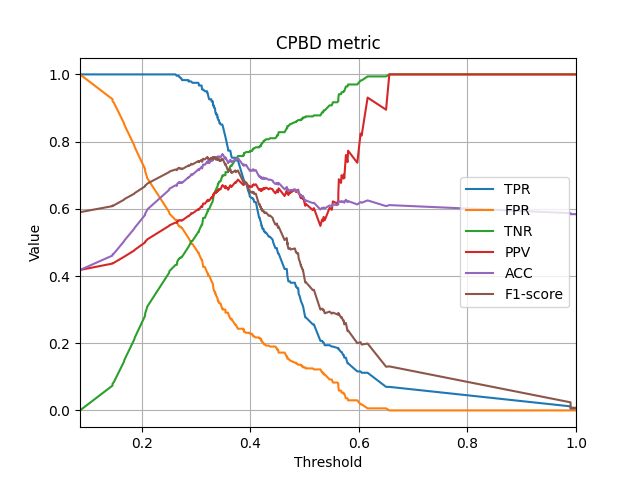 CPBD metric
Value
1.0
0.8
0.6
0.4
0.2
0.0
TPR
FPR
TNR
PPV
ACC
F1-score
0.2
0.4
0.6
0.8
1.0
Threshold